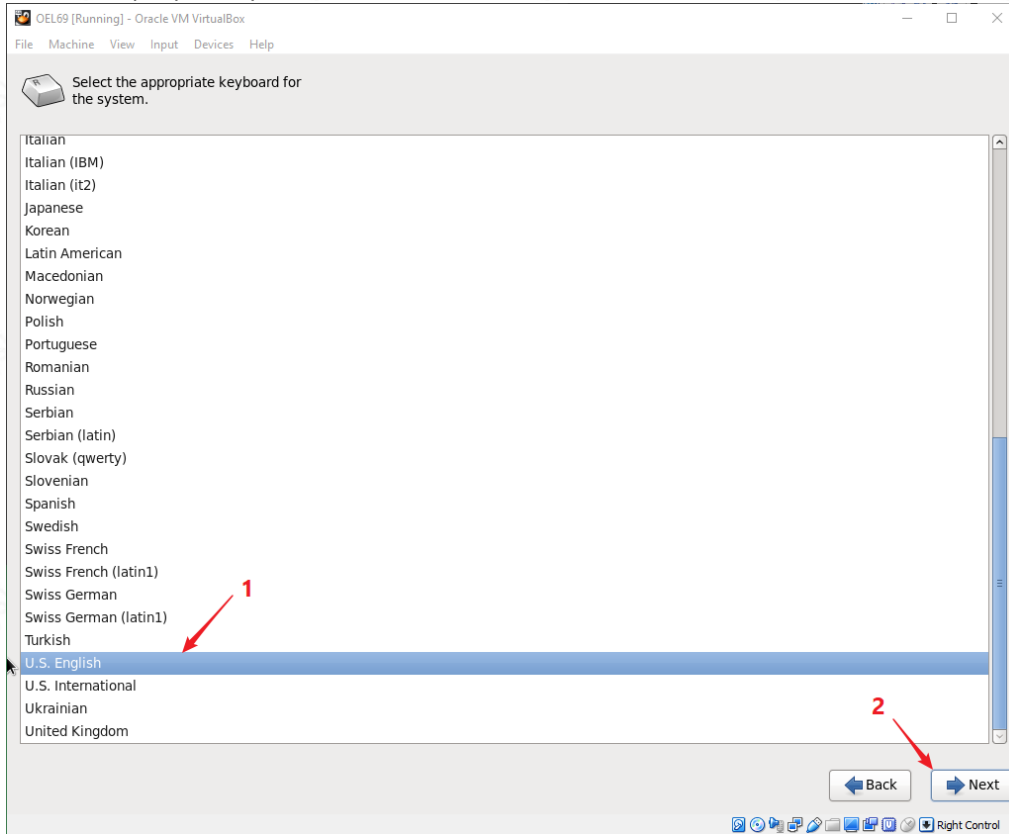 OEL69 [Running] - Oracle VM VirtualBox
File Machine View Input Devices Help
Select the appropriate keyboard for
the system.
Italian
Italian (IBM)
Italian (it2)
Japanese
Korean
Latin American
Macedonian
Norwegian
Polish
Portuguese
Romanian
Russian
Serbian
Serbian (latin)
Slovak (qwerty)
Slovenian
Spanish
Swedish
Swiss French
Swiss French (latin1)
Swiss German
1
Swiss German (latin1)
Turkish
U.S. English
U.S. International
Ukrainian
2
United Kingdom
Back Next
Right Control